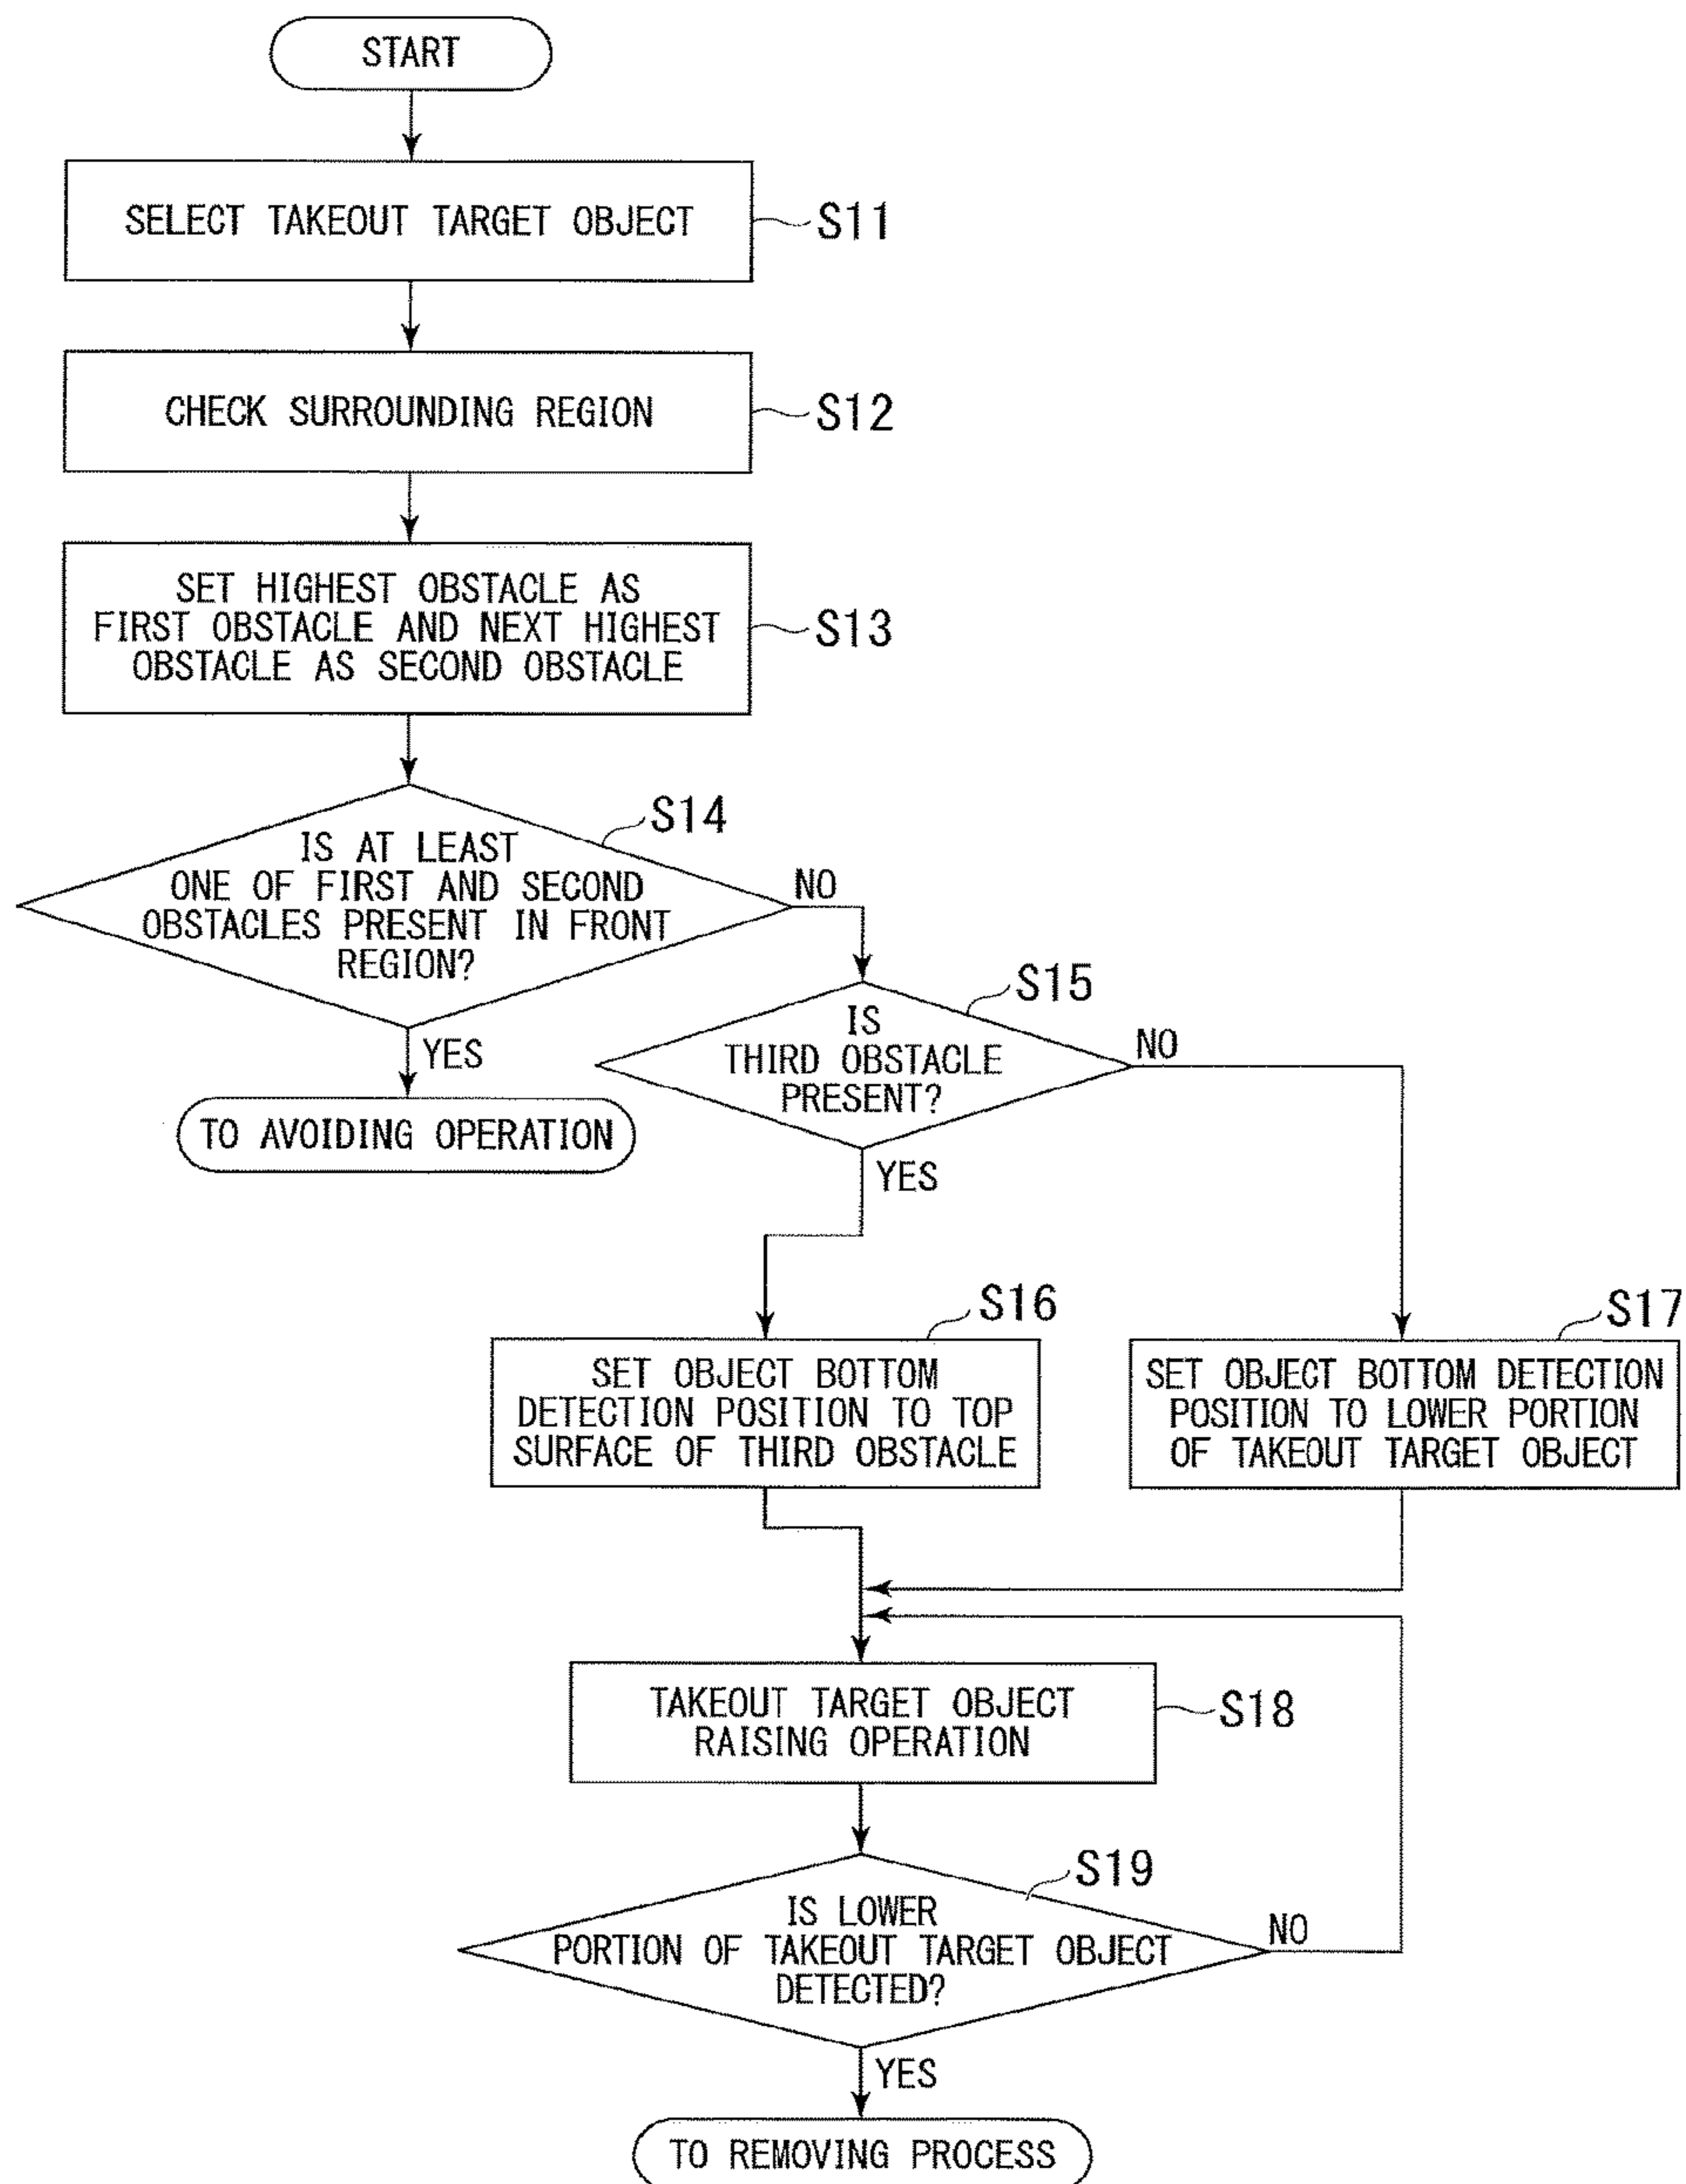 START
SELECT TAKEOUT TARGET OBJECT
S11
CHECK SURROUNDING REGION
S12
SET HIGHEST OBSTACLE AS
FIRST OBSTACLE AND NEXT HIGHEST
OBSTACLE AS SECOND OBSTACLE
S13
S14
IS AT LEAST
ONE OF FIRST AND SECOND
OBSTACLES PRESENT IN FRONT
REGION?
NO
YES
TO AVOIDING OPERATION
S15
IS
THIRD OBSTACLE
PRESENT?
NO
YES
S16
SET OBJECT BOTTOM
DETECTION POSITION TO TOP
SURFACE OF THIRD OBSTACLE
S17
SET OBJECT BOTTOM DETECTION
POSITION TO LOWER PORTION
OF TAKEOUT TARGET OBJECT
TAKEOUT TARGET OBJECT
RAISING OPERATION
S18
S19
IS LOWER
PORTION OF TAKEOUT TARGET OBJECT
DETECTED?
NO
YES
TO REMOVING PROCESS